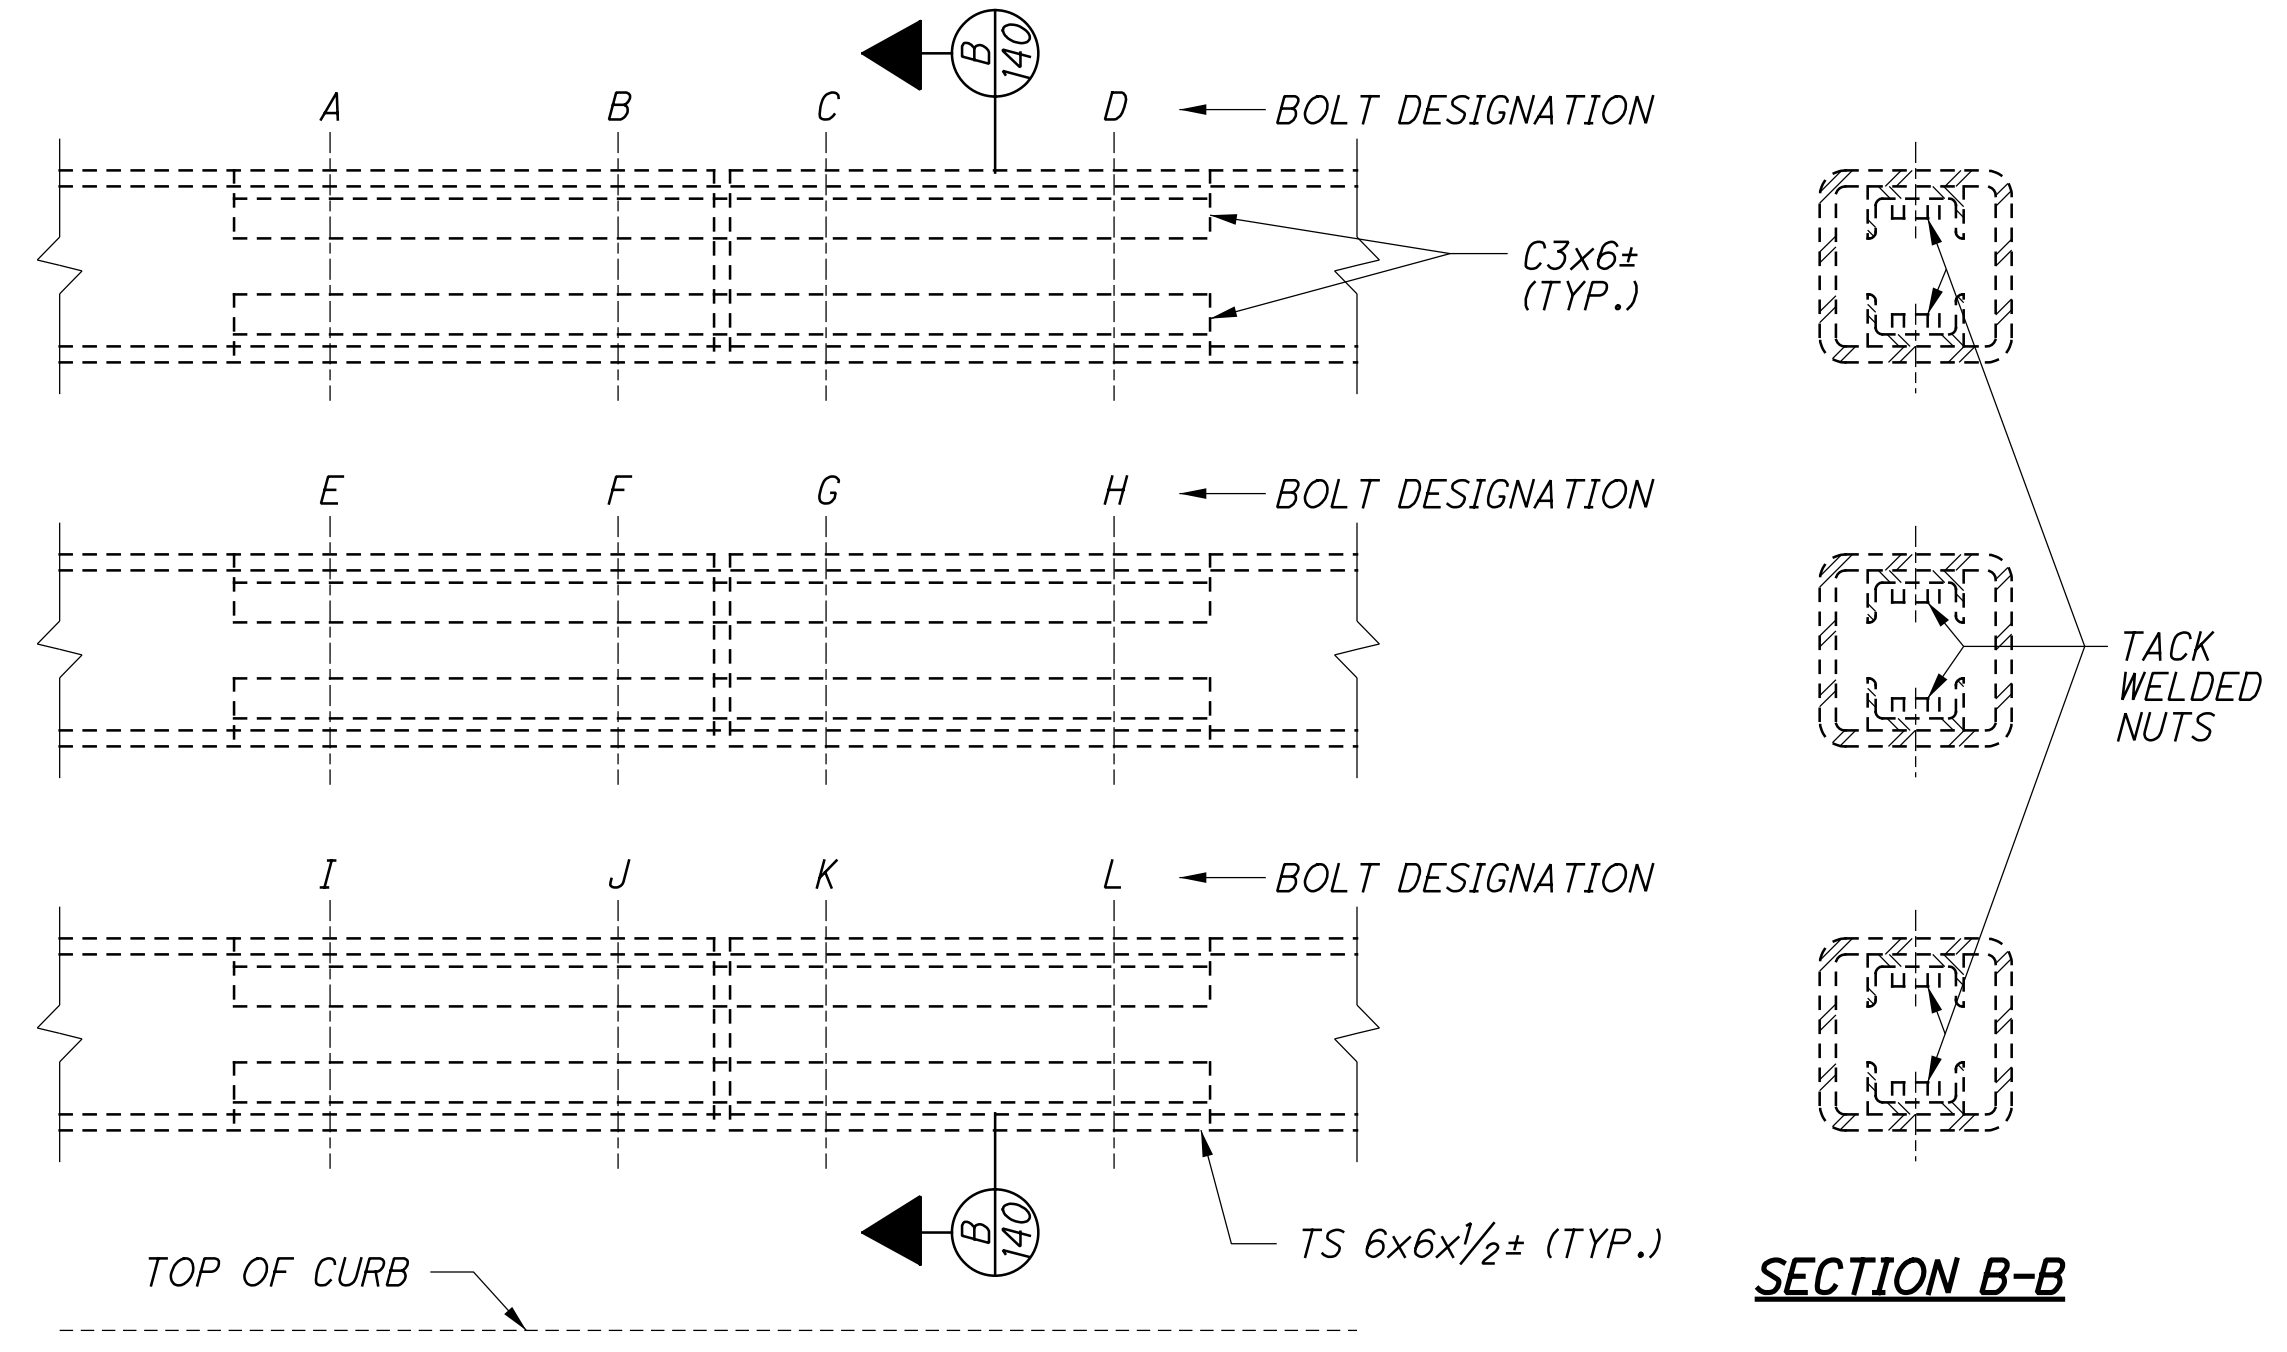 B
140
A B C D BOLT DESIGNATION
C3x6±
(TYP.)
E F G H BOLT DESIGNATION
TACK
WELDED
NUTS
I J K L BOLT DESIGNATION
B
140
TS 6x6x1/2± (TYP.)
TOP OF CURB
SECTION B-B